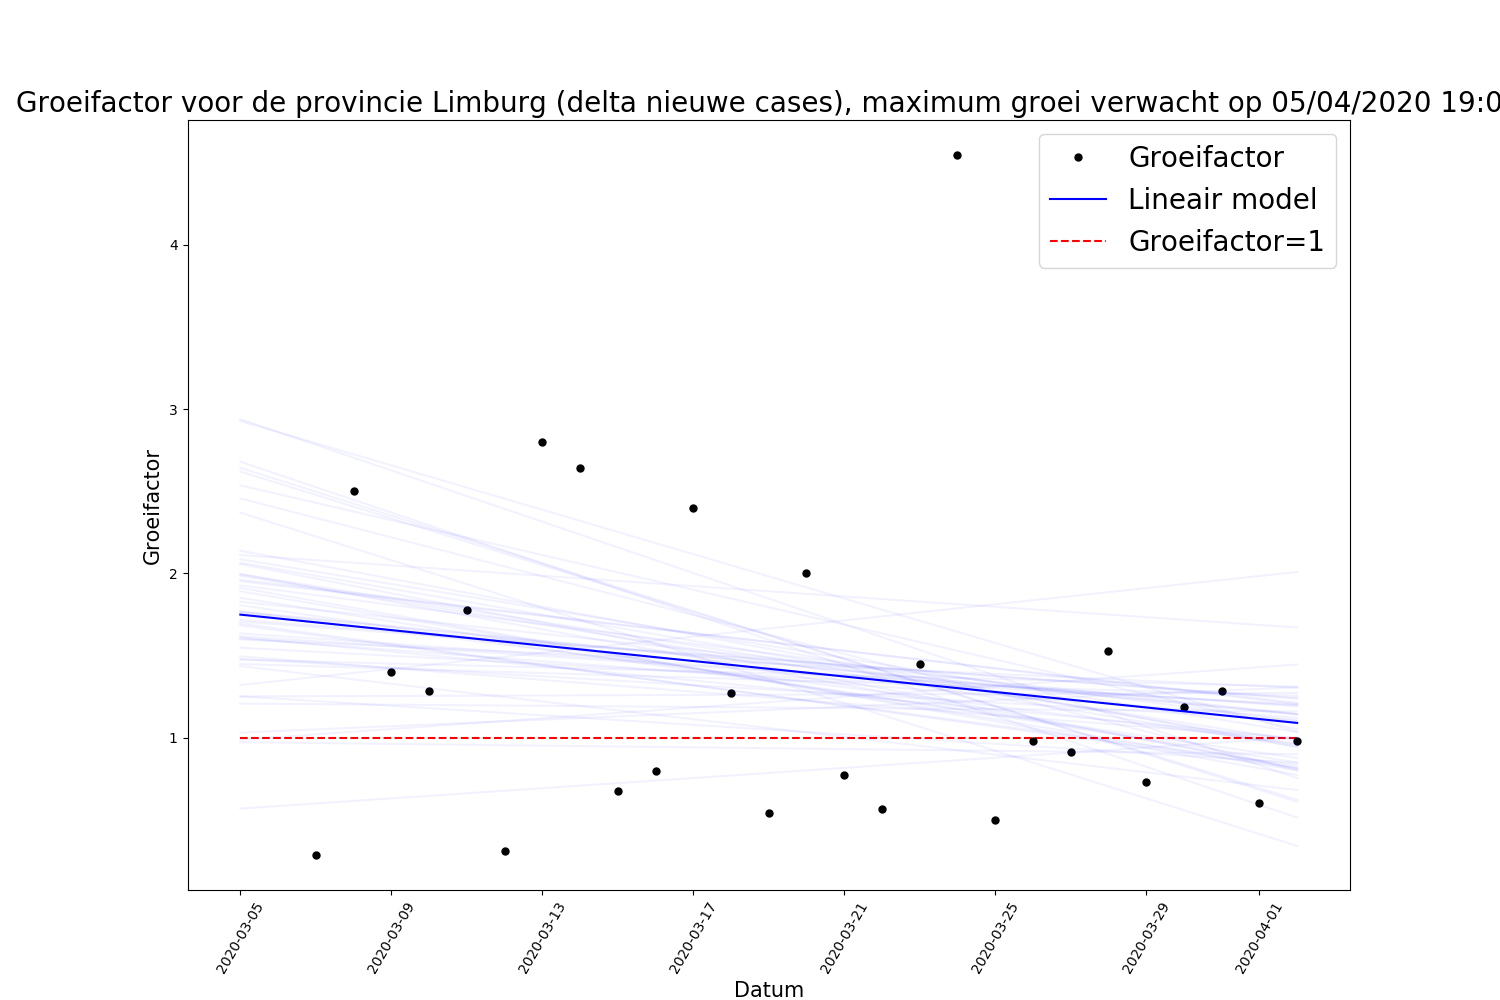 Groeifactor voor de provincie Limburg (delta nieuwe cases), maximum groei verwacht op 05/04/2020 19:0
Groeifactor
Lineair model
Groeifactor=1
4
3
2
1
Groeifactor
2020-03-05
2020-03-09
2020-03-13
2020-03-17
2020-03-21
2020-03-25
2020-03-29
2020-04-01
Datum